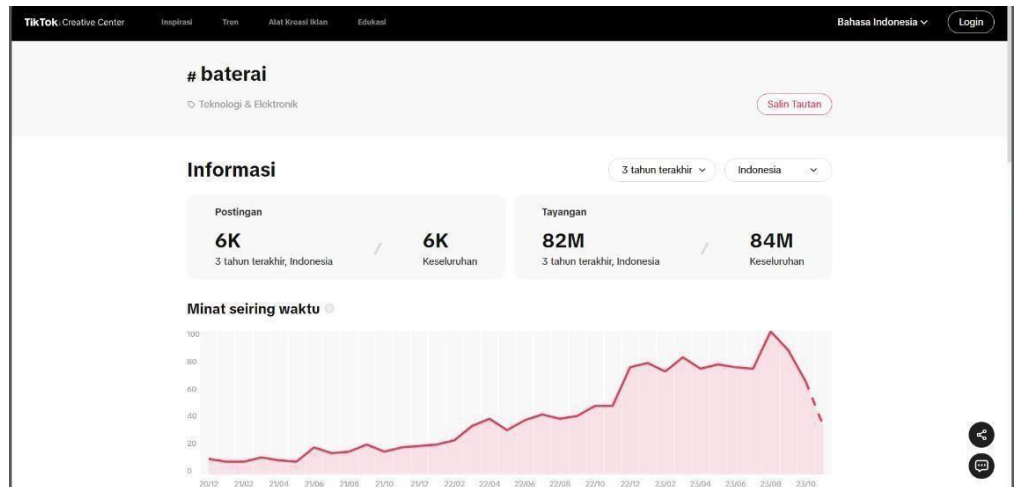 TikTok: Creative Center Inspirasi Tren Alat Kreasi Iklan Edukasi Bahasa Indonesia Login
# baterai
Teknologi & Elektronik Salin Tautan
Informasi 3 tahun terakhir Indonesia
Postingan Tayangan
6K / 6K 82M / 84M
3 tahun terakhir, Indonesia Keseluruhan 3 tahun terakhir, Indonesia Keseluruhan
Minat seiring waktu
100
80
60
40
20
0
20/12 21/02 21/04 21/06 21/08 21/10 21/12 22/02 22/04 22/06 22/08 22/10 22/12 23/02 23/04 23/06 23/08 23/10